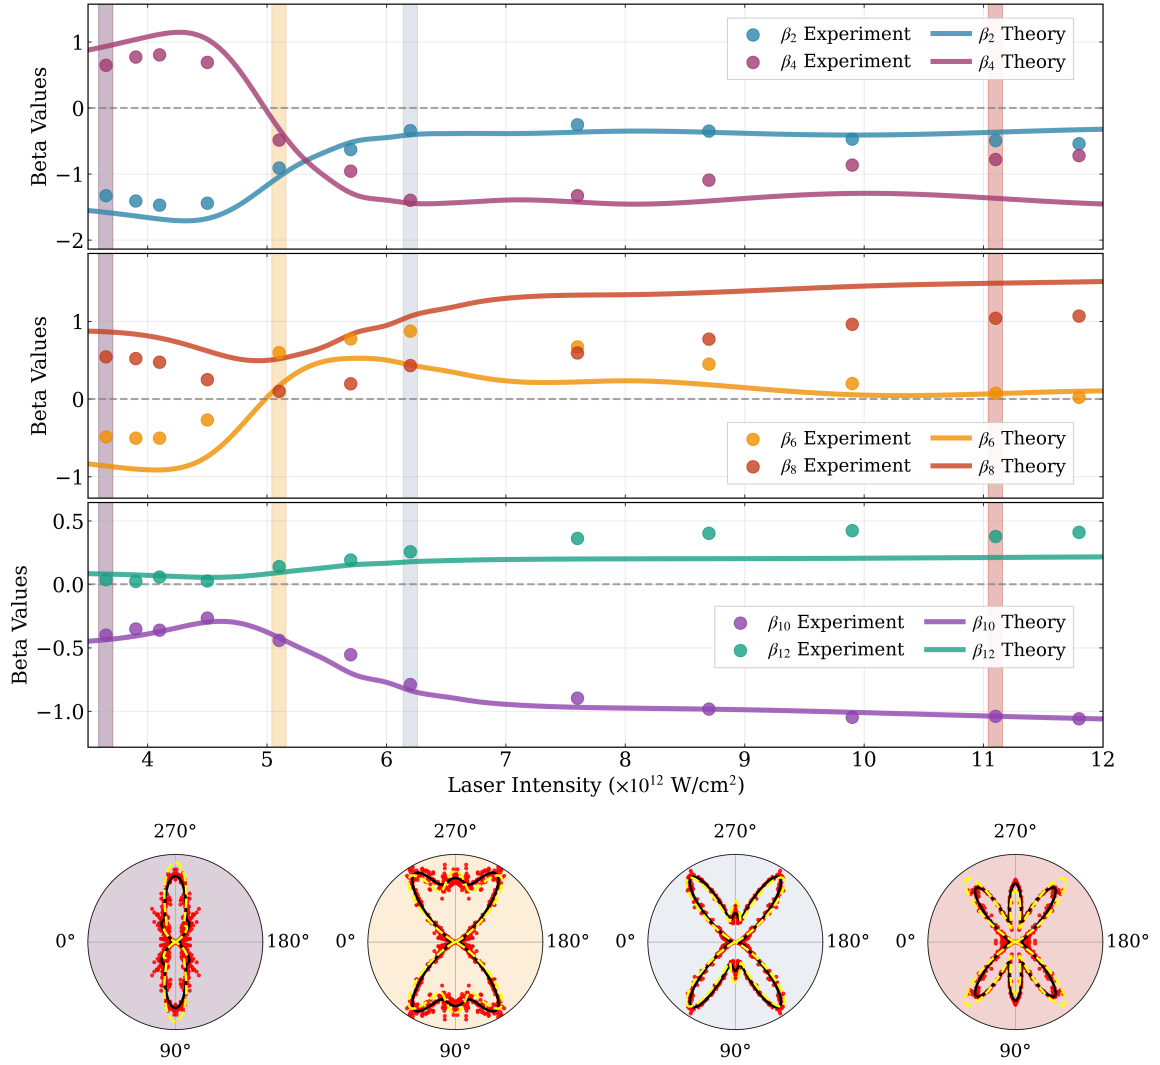 β2 Experiment β2 Theory
β4 Experiment β4 Theory
1
0
−1
−2
Beta Values
1
0
−1
Beta Values
β6 Experiment β6 Theory
β8 Experiment β8 Theory
0.5
0.0
−0.5
−1.0
Beta Values
β10 Experiment β10 Theory
β12 Experiment β12 Theory
4 5 6 7 8 9 10 11 12
Laser Intensity (×10¹² W/cm²)
270° 270° 270° 270°
0° 180° 0° 180° 0° 180° 0° 180°
90° 90° 90° 90°